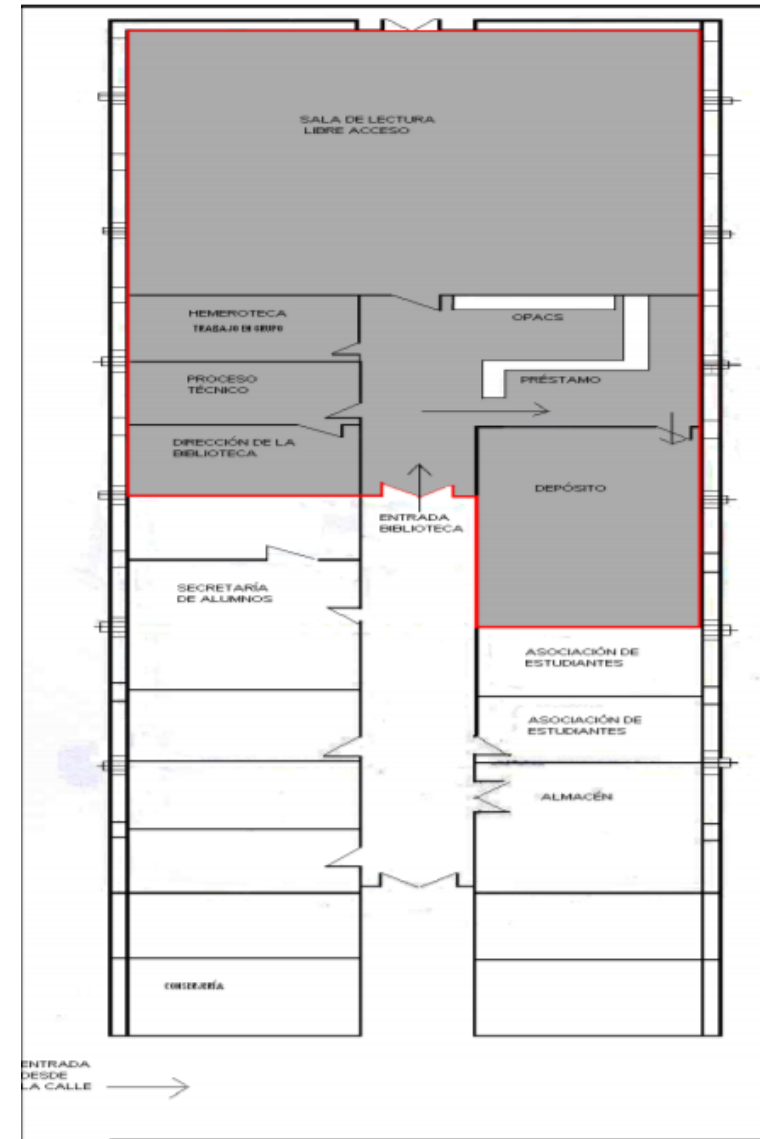 SALA DE LECTURA
LIBRE ACCESO
HEMEROTECA
TRABAJO EN GRUPO
OPACS
PROCESO
TÉCNICO
PRÉSTAMO
DIRECCIÓN DE LA
BIBLIOTECA
DEPÓSITO
ENTRADA
BIBLIOTECA
SECRETARÍA
DE ALUMNOS
ASOCIACIÓN DE
ESTUDIANTES
ASOCIACIÓN DE
ESTUDIANTES
ALMACÉN
CONSERJERÍA
ENTRADA
DESDE
LA CALLE